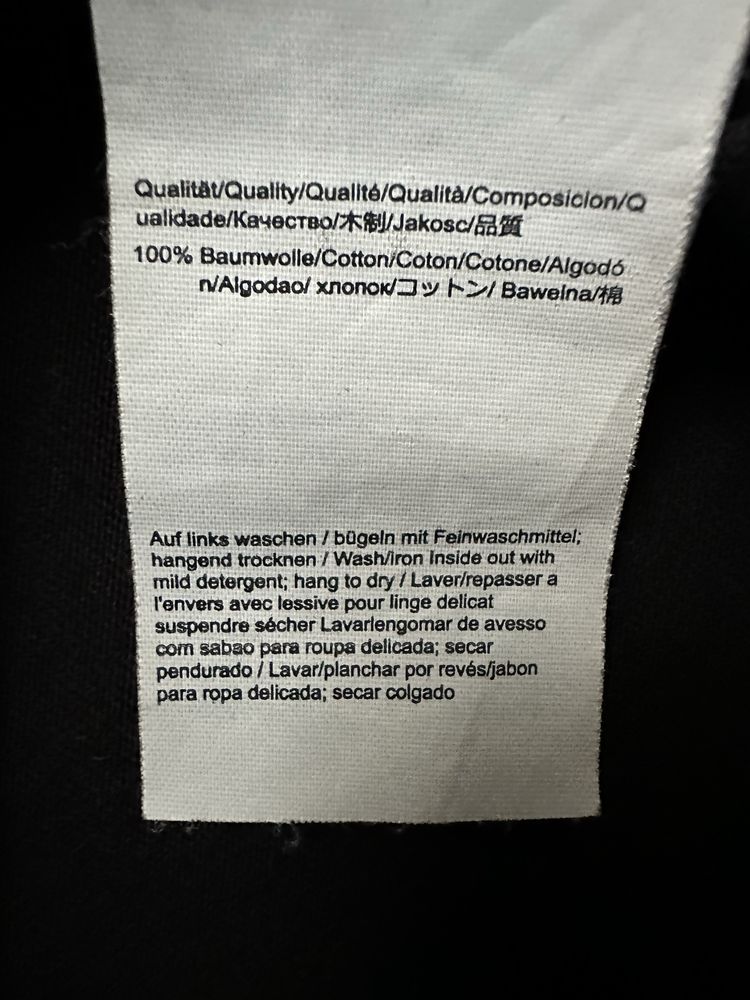 Qualität/Quality/Qualité/Qualità/Composicion/Q
ualidade/Качество/木制/Jakosc/品質
100% Baumwolle/Cotton/Coton/Cotone/Algodó
n/Algodao/ хлопок/コットン/ Bawelna/棉
Auf links waschen / bügeln mit Feinwaschmittel;
hangend trocknen / Wash/iron Inside out with
mild detergent; hang to dry / Laver/repasser a
l'envers avec lessive pour linge delicat
suspendre sécher Lavarlengomar de avesso
com sabao para roupa delicada; secar
pendurado / Lavar/planchar por revés/jabon
para ropa delicada; secar colgado